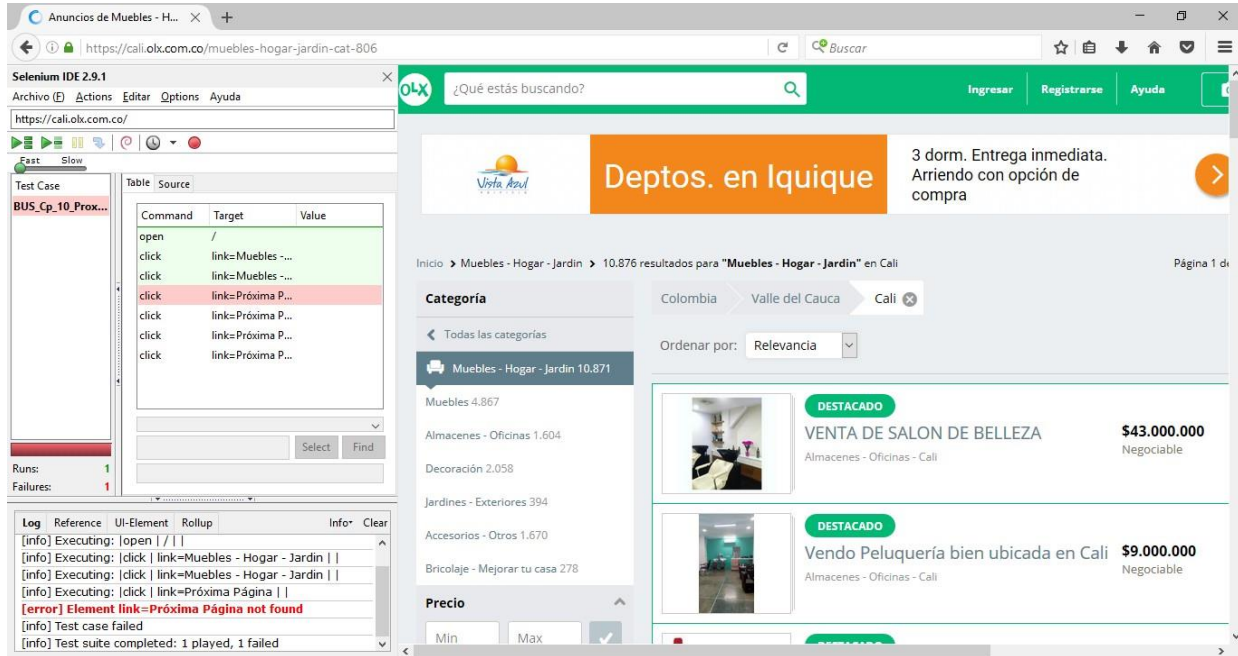 Anuncios de Muebles - H...
https://cali.olx.com.co/muebles-hogar-jardin-cat-806
Buscar
Selenium IDE 2.9.1
Archivo (F) Actions Editar Options Ayuda
https://cali.olx.com.co/
Fast Slow
Test Case
BUS_Cp_10_Prox...
Runs: 1
Failures: 1
Table Source
Command Target Value
open /
click link=Muebles -...
click link=Muebles -...
click link=Próxima P...
click link=Próxima P...
click link=Próxima P...
click link=Próxima P...
Select Find
Log Reference UI-Element Rollup Info Clear
[info] Executing: |open | / | |
[info] Executing: |click | link=Muebles - Hogar - Jardin | |
[info] Executing: |click | link=Muebles - Hogar - Jardin | |
[info] Executing: |click | link=Próxima Página | |
[error] Element link=Próxima Página not found
[info] Test case failed
[info] Test suite completed: 1 played, 1 failed
OLX
¿Qué estás buscando?
Ingresar Registrarse Ayuda
Vista Azul
Deptos. en Iquique
3 dorm. Entrega inmediata.
Arriendo con opción de
compra
Inicio > Muebles - Hogar - Jardin > 10.876 resultados para "Muebles - Hogar - Jardin" en Cali
Página 1 de
Categoría
Todas las categorías
Muebles - Hogar - Jardin 10.871
Muebles 4.867
Almacenes - Oficinas 1.604
Decoración 2.058
Jardines - Exteriores 394
Accesorios - Otros 1.670
Bricolaje - Mejorar tu casa 278
Precio
Min Max
Colombia Valle del Cauca Cali
Ordenar por: Relevancia
DESTACADO
VENTA DE SALON DE BELLEZA
Almacenes - Oficinas - Cali
$43.000.000
Negociable
DESTACADO
Vendo Peluquería bien ubicada en Cali
Almacenes - Oficinas - Cali
$9.000.000
Negociable